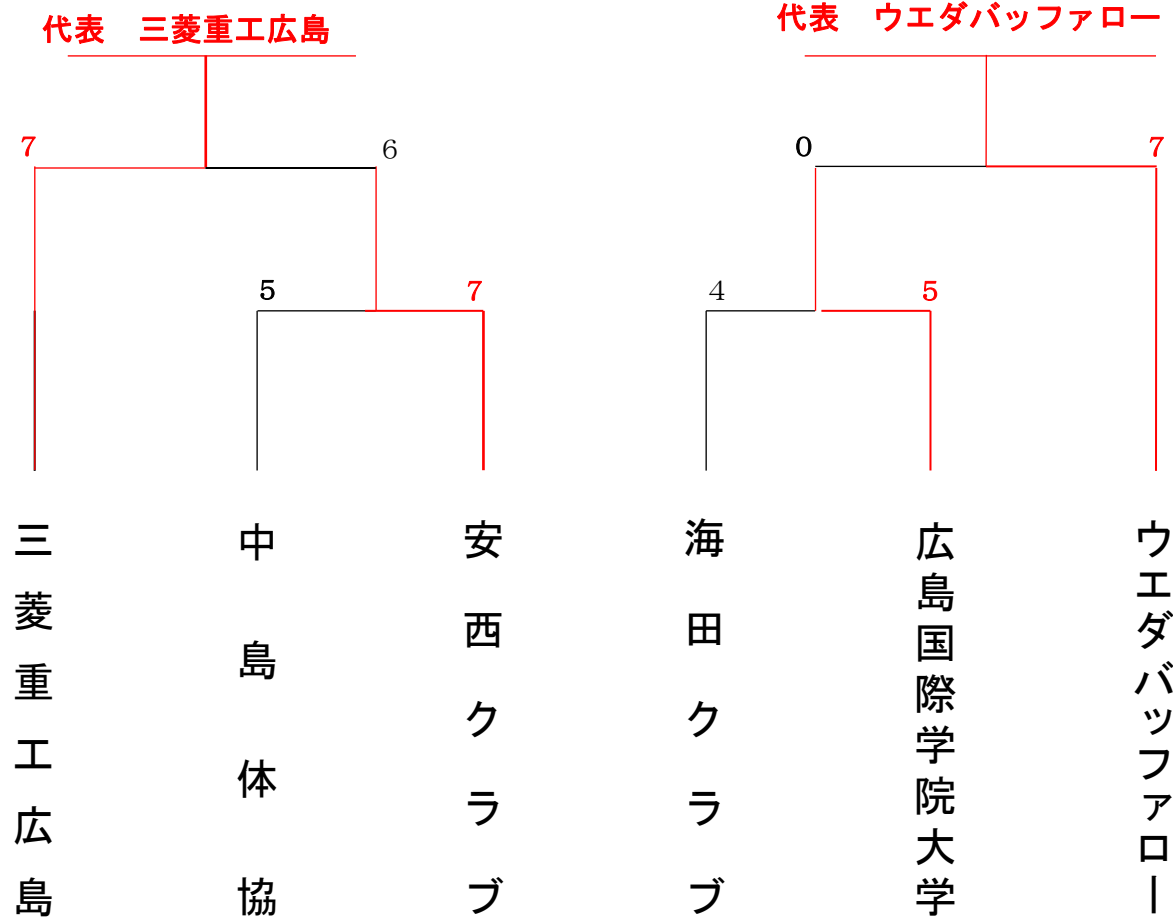 代表　三菱重工広島
代表　ウエダバッファロー
7
6
0
7
5
7
4
5
三菱重工広島
中島体協
安西クラブ
海田クラブ
広島国際学院大学
ウエダバッファロー